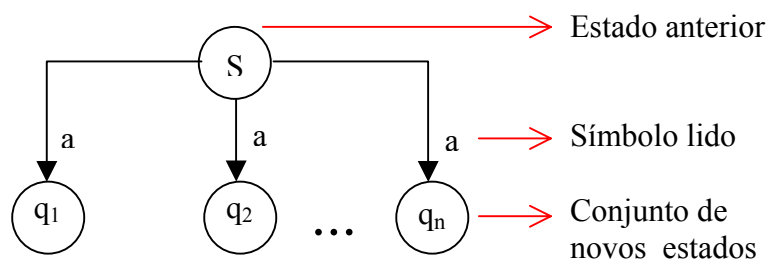 Estado anterior
S
a
a
a
Símbolo lido
q1
q2
...
qn
Conjunto de
novos estados